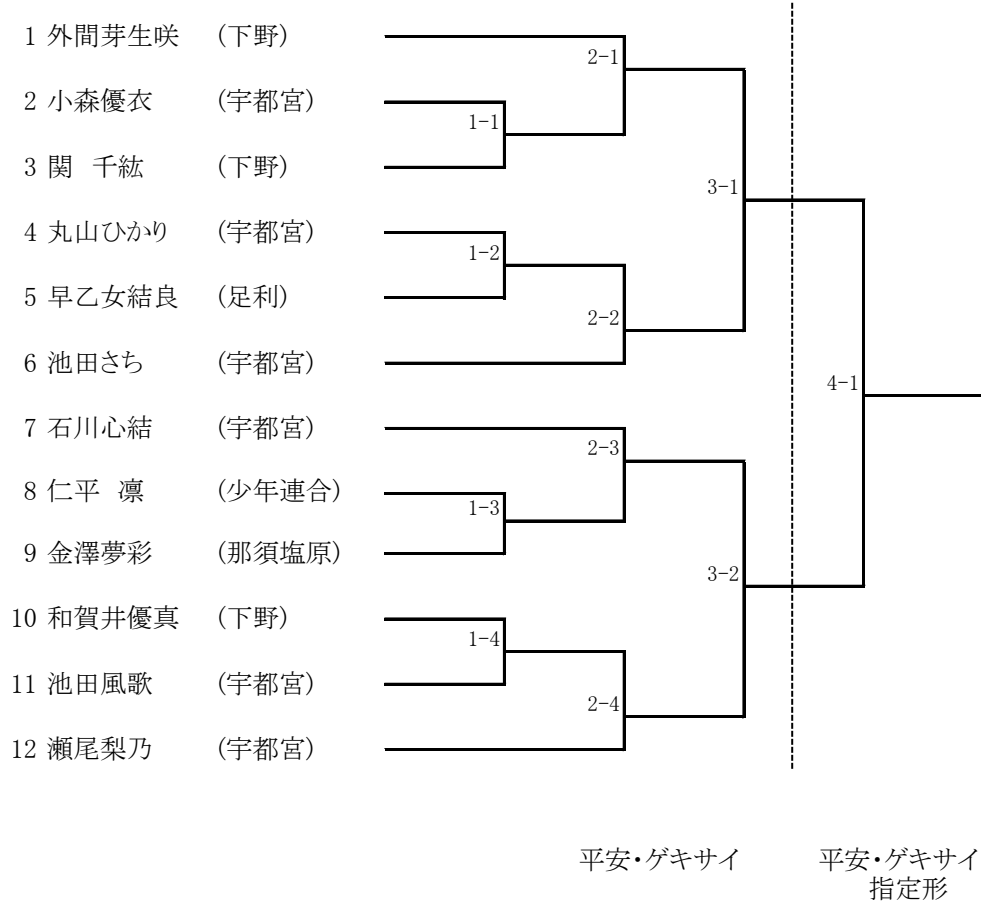 1 外間芽生咲 (下野)
2-1
2 小森優衣 (宇都宮)
1-1
3 関 千紘 (下野)
3-1
4 丸山ひかり (宇都宮)
1-2
5 早乙女結良 (足利)
2-2
6 池田さち (宇都宮)
4-1
7 石川心結 (宇都宮)
2-3
8 仁平 凛 (少年連合)
1-3
9 金澤夢彩 (那須塩原)
3-2
10 和賀井優真 (下野)
1-4
11 池田風歌 (宇都宮)
2-4
12 瀬尾梨乃 (宇都宮)
平安・ゲキサイ 平安・ゲキサイ
指定形